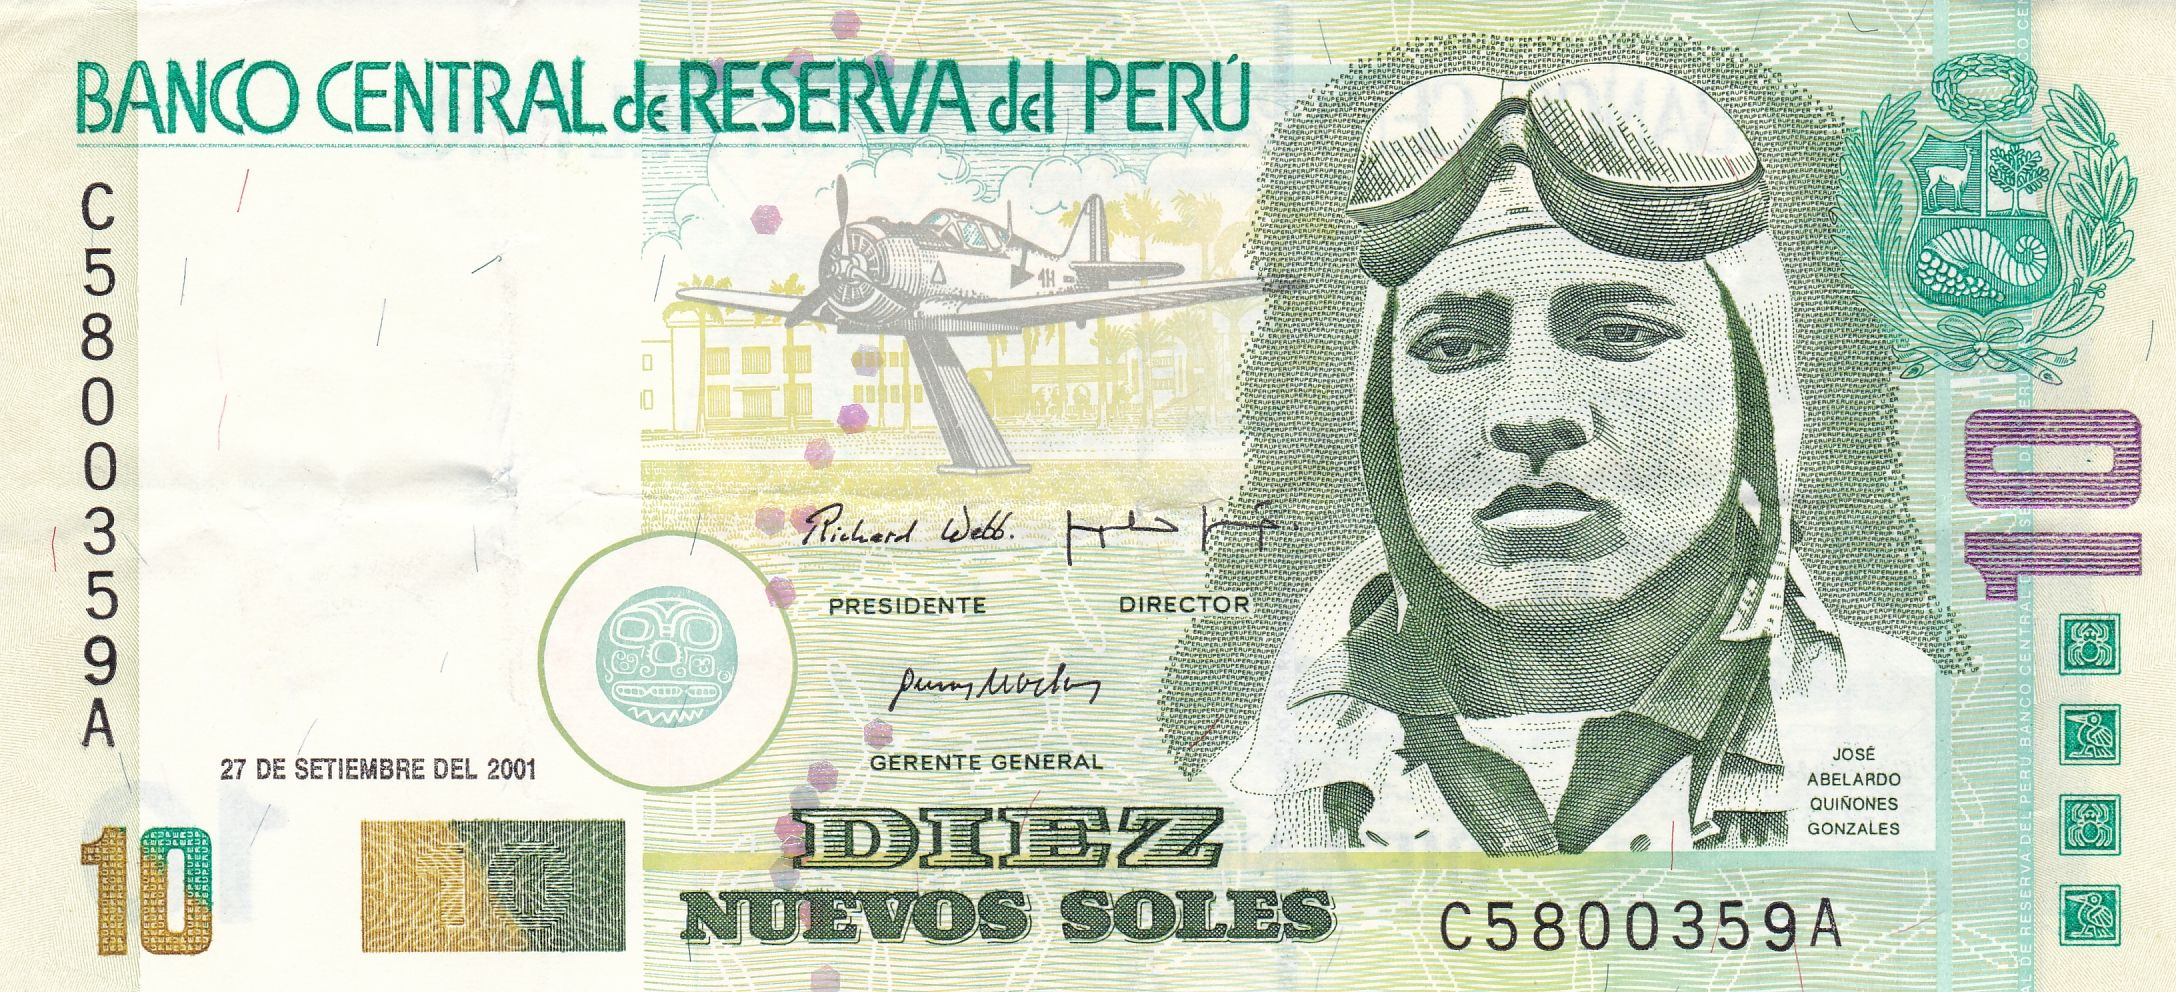 BANCO CENTRAL de RESERVA del PERÚ
C5800359A
Richard Webb.
PRESIDENTE
DIRECTOR
GERENTE GENERAL
27 DE SETIEMBRE DEL 2001
10
DIEZ
NUEVOS SOLES
C5800359A
JOSÉ
ABELARDO
QUIÑONES
GONZALES
10